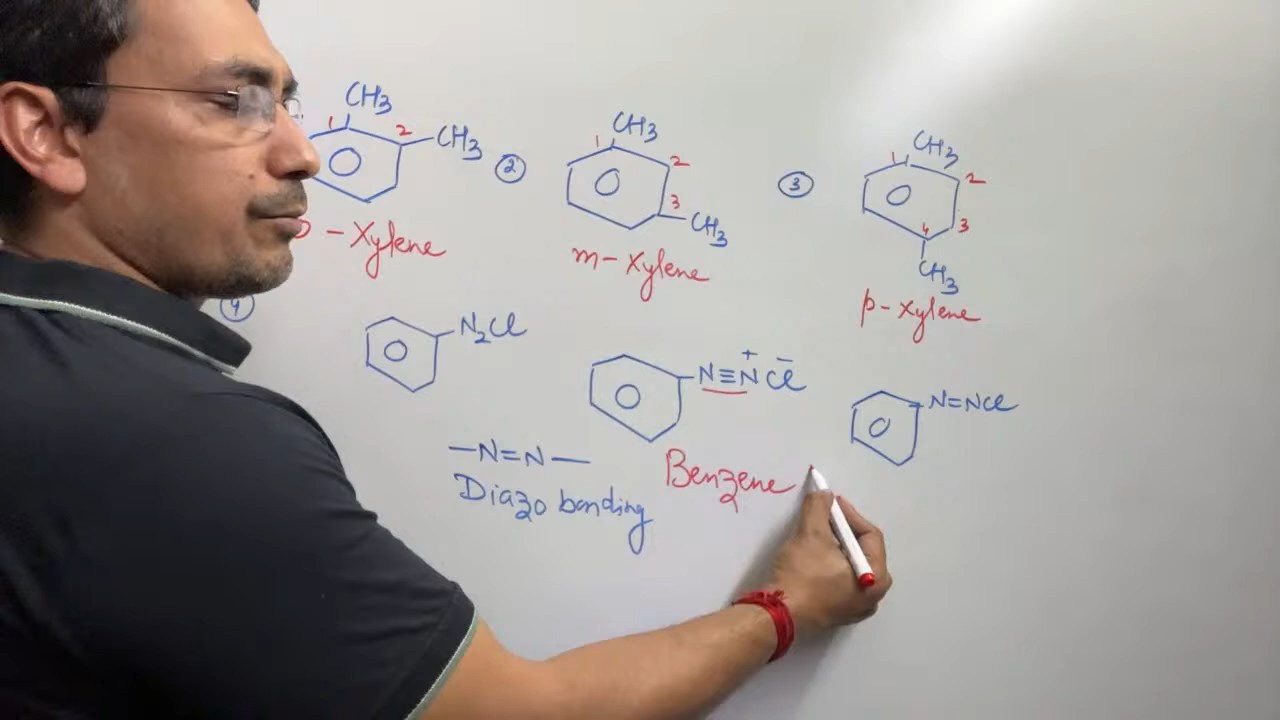 CH3
1 2 CH3
- Xylene
② CH3
1 2
3 CH3
m- Xylene
③ CH3
1 2
3
4
CH3
p- Xylene
④ N2Cl
N≡N+ Cl-
N=NCl
-N=N-
Diazo bonding
Benzene